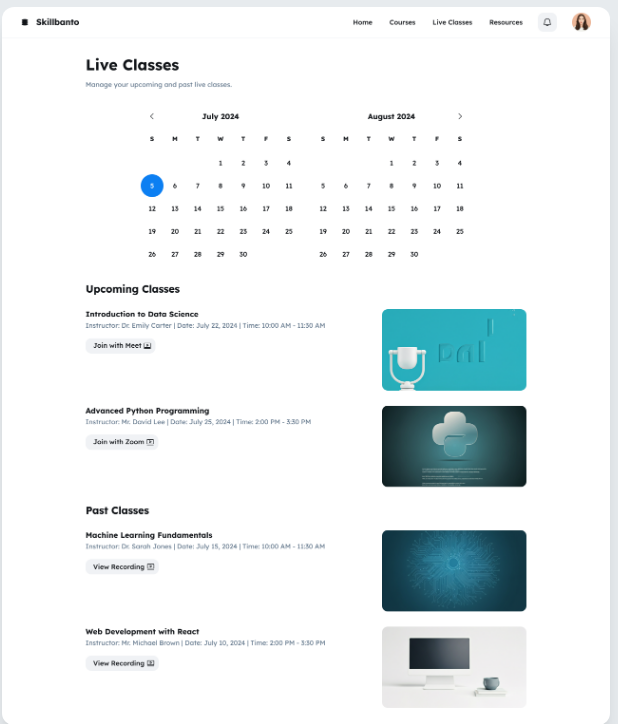 Skillbanto
Home Courses Live Classes Resources
Live Classes
Manage your upcoming and past live classes.
July 2024
S M T W T F S
1 2 3 4
5 6 7 8 9 10 11
12 13 14 15 16 17 18
19 20 21 22 23 24 25
26 27 28 29 30
August 2024
S M T W T F S
1 2 3 4
5 6 7 8 9 10 11
12 13 14 15 16 17 18
19 20 21 22 23 24 25
26 27 28 29 30
Upcoming Classes
Introduction to Data Science
Instructor: Dr. Emily Carter | Date: July 22, 2024 | Time: 10:00 AM - 11:30 AM
Join with Meet
Advanced Python Programming
Instructor: Mr. David Lee | Date: July 25, 2024 | Time: 2:00 PM - 3:30 PM
Join with Zoom
Past Classes
Machine Learning Fundamentals
Instructor: Dr. Sarah Jones | Date: July 15, 2024 | Time: 10:00 AM - 11:30 AM
View Recording
Web Development with React
Instructor: Mr. Michael Brown | Date: July 10, 2024 | Time: 2:00 PM - 3:30 PM
View Recording